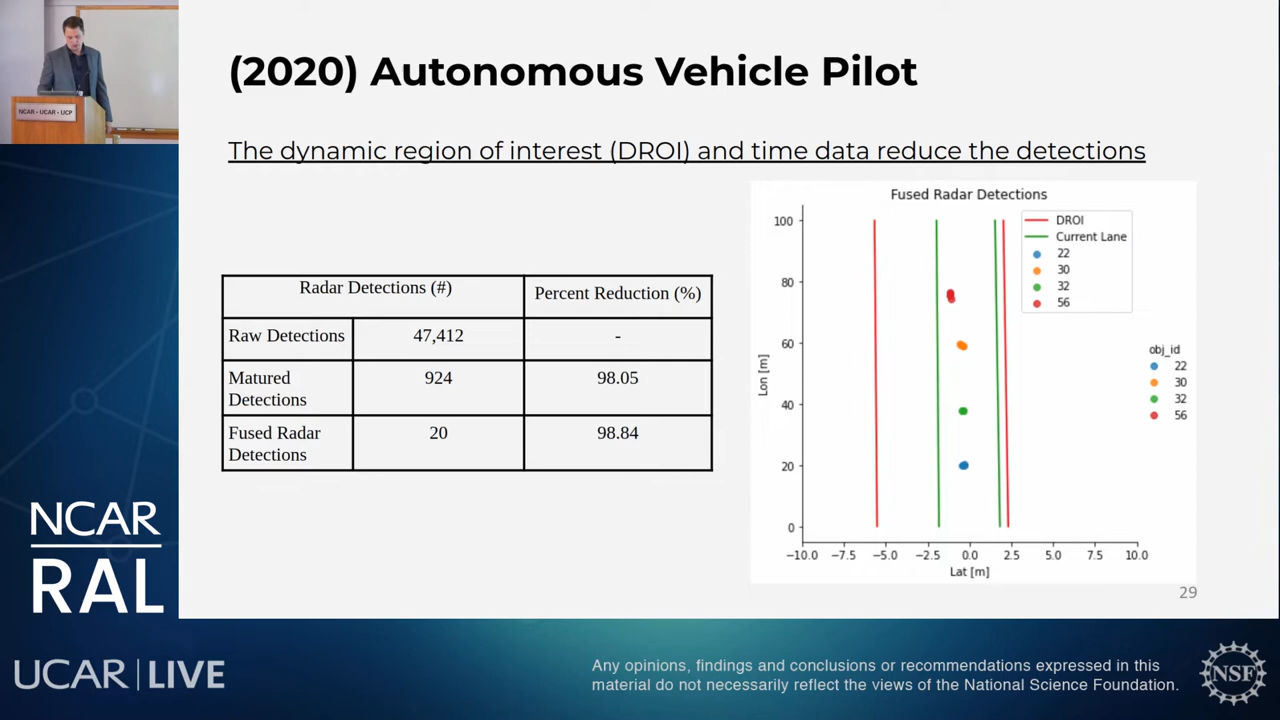 (2020) Autonomous Vehicle Pilot
NCAR • UCAR • UCP
The dynamic region of interest (DROI) and time data reduce the detections
Radar Detections (#)
Percent Reduction (%)
Raw Detections
47,412
-
Matured
Detections
924
98.05
Fused Radar
Detections
20
98.84
Fused Radar Detections
DROI
Current Lane
22
30
32
56
obj_id
22
30
32
56
Lon [m]
100
80
60
40
20
0
−10.0 −7.5 −5.0 −2.5 0.0 2.5 5.0 7.5 10.0
Lat [m]
29
NCAR
RAL
UCAR | LIVE
Any opinions, findings and conclusions or recommendations expressed in this
material do not necessarily reflect the views of the National Science Foundation.
NSF